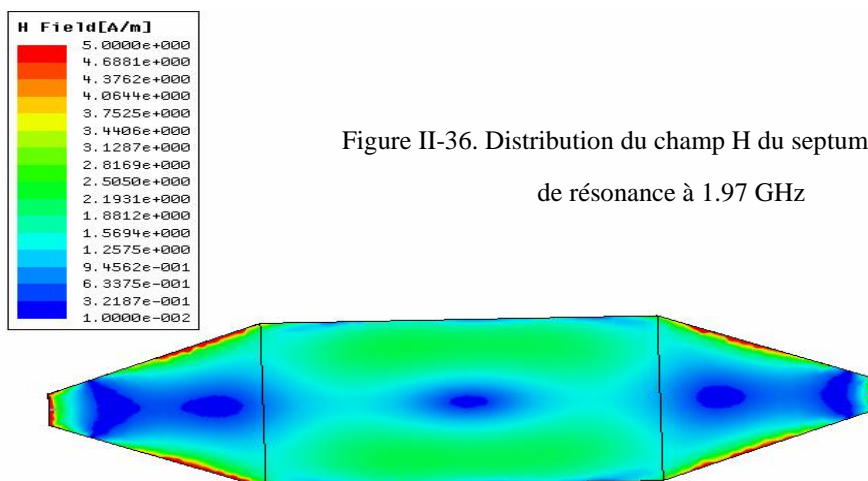 H Field[A/m]
5.0000e+000
4.6881e+000
4.3762e+000
4.0644e+000
3.7525e+000
3.4406e+000
3.1287e+000
2.8169e+000
2.5050e+000
2.1931e+000
1.8812e+000
1.5694e+000
1.2575e+000
9.4562e-001
6.3375e-001
3.2187e-001
1.0000e-002
Figure II-36. Distribution du champ H du septum
de résonance à 1.97 GHz